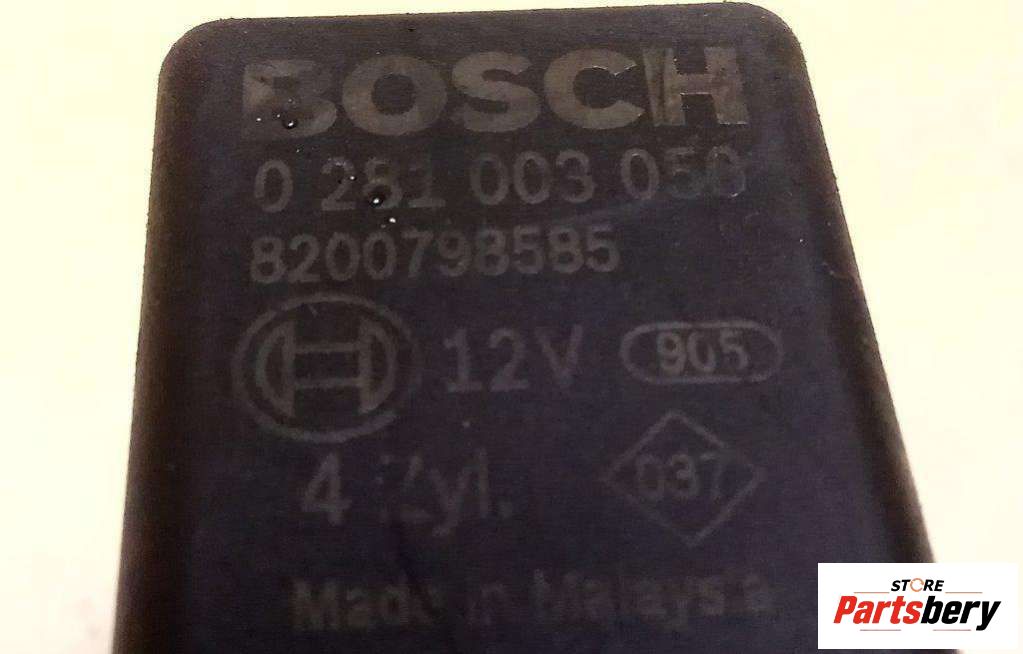 BOSCH
0 281 003 050
8200798585
12V 905
4 Zyl. 037
Made in Malaysia
STORE
Partsbery